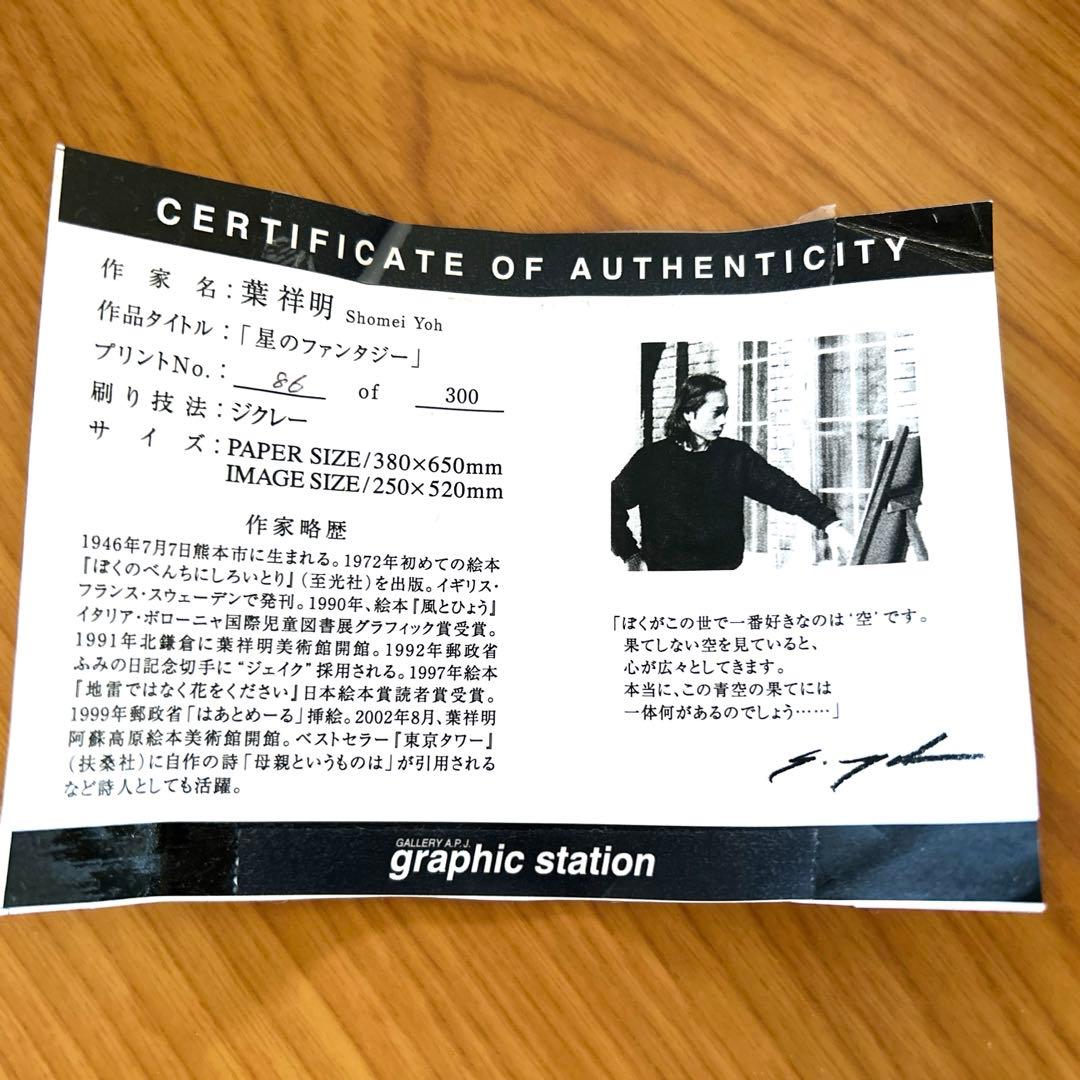 CERTIFICATE OF AUTHENTICITY
作家名：葉祥明 Shomei Yoh
作品タイトル：「星のファンタジー」
プリントNo.： 86 of 300
刷り技法：ジクレー
サイズ：PAPER SIZE/380×650mm
IMAGE SIZE/250×520mm
作家略歴
1946年7月7日熊本市に生まれる。1972年初めての絵本
『ぼくのべんちにしろいとり』（至光社）を出版。イギリス・
フランス・スウェーデンで発刊。1990年、絵本『風とひょう』
イタリア・ボローニャ国際児童図書展グラフィック賞受賞。
1991年北鎌倉に葉祥明美術館開館。1992年郵政省
ふみの日記念切手に“ジェイク”採用される。1997年絵本
『地雷ではなく花をください』日本絵本賞読者賞受賞。
1999年郵政省「はあとめーる」挿絵。2002年8月、葉祥明
阿蘇高原絵本美術館開館。ベストセラー『東京タワー』
（扶桑社）に自作の詩「母親というものは」が引用される
など詩人としても活躍。
「ぼくがこの世で一番好きなのは‘空’です。
果てしない空を見ていると、
心が広々としてきます。
本当に、この青空の果てには
一体何があるのでしょう……」
GALLERY A.P.J.
graphic station